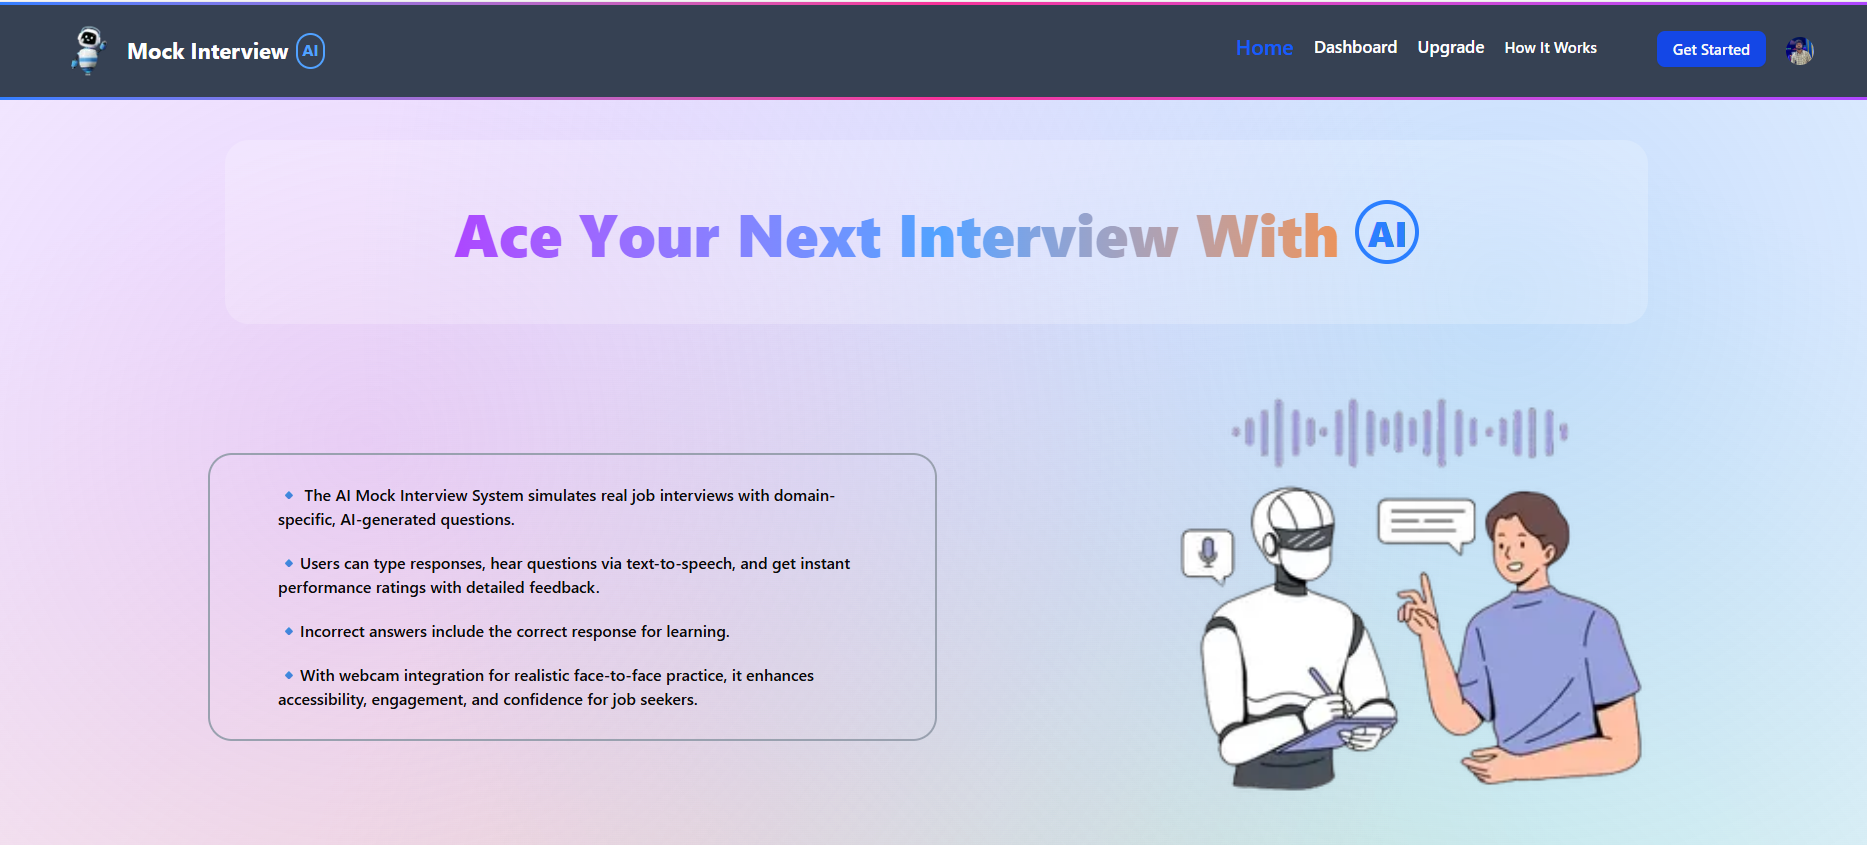 Mock Interview AI
Home Dashboard Upgrade How It Works Get Started
Ace Your Next Interview With AI
🔹 The AI Mock Interview System simulates real job interviews with domain-
specific, AI-generated questions.
🔹Users can type responses, hear questions via text-to-speech, and get instant
performance ratings with detailed feedback.
🔹Incorrect answers include the correct response for learning.
🔹With webcam integration for realistic face-to-face practice, it enhances
accessibility, engagement, and confidence for job seekers.